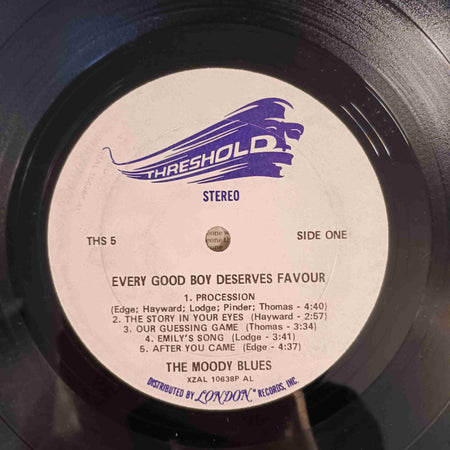 THRESHOLD
STEREO
THS 5
SIDE ONE
EVERY GOOD BOY DESERVES FAVOUR
1. PROCESSION
(Edge; Hayward; Lodge; Pinder; Thomas - 4:40)
2. THE STORY IN YOUR EYES (Hayward - 2:57)
3. OUR GUESSING GAME (Thomas - 3:34)
4. EMILY'S SONG (Lodge - 3:41)
5. AFTER YOU CAME (Edge - 4:37)
THE MOODY BLUES
XZAL 10638P AL
DISTRIBUTED BY LONDON® RECORDS, INC.